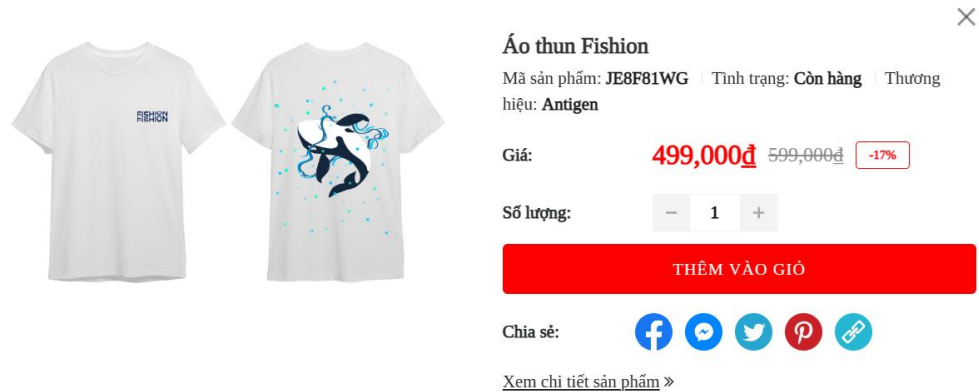 Áo thun Fishion
Mã sản phẩm: JE8F81WG Tình trạng: Còn hàng Thương
hiệu: Antigen
FISHION
FISHION
Giá: 499,000₫ 599,000₫ -17%
Số lượng: − 1 +
THÊM VÀO GIỎ
Chia sẻ:
Xem chi tiết sản phẩm »